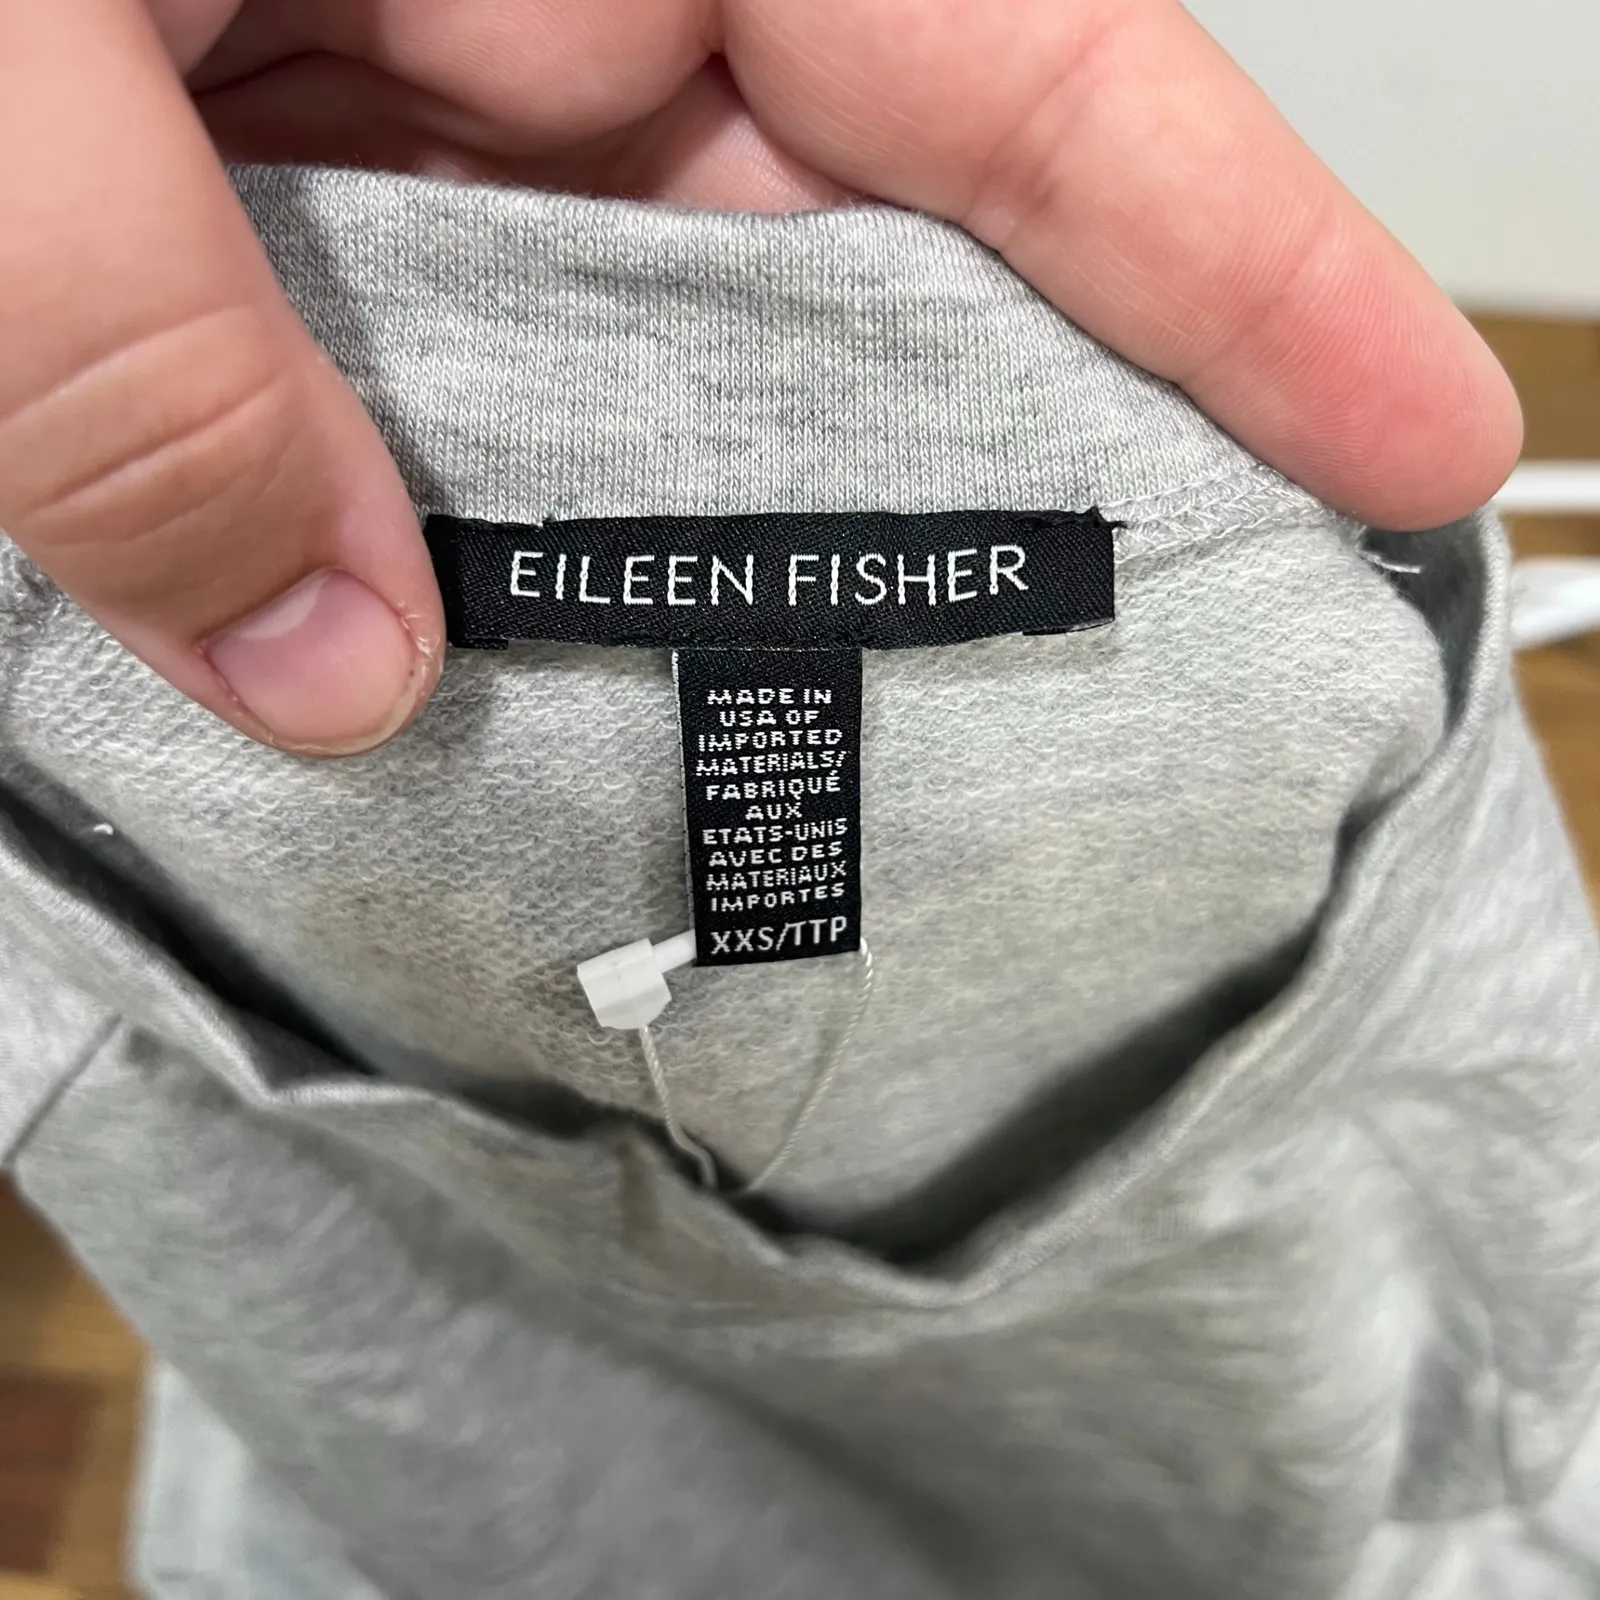 EILEEN FISHER
MADE IN
USA OF
IMPORTED
MATERIALS/
FABRIQUÉ
AUX
ETATS-UNIS
AVEC DES
MATERIAUX
IMPORTES
XXS/TTP